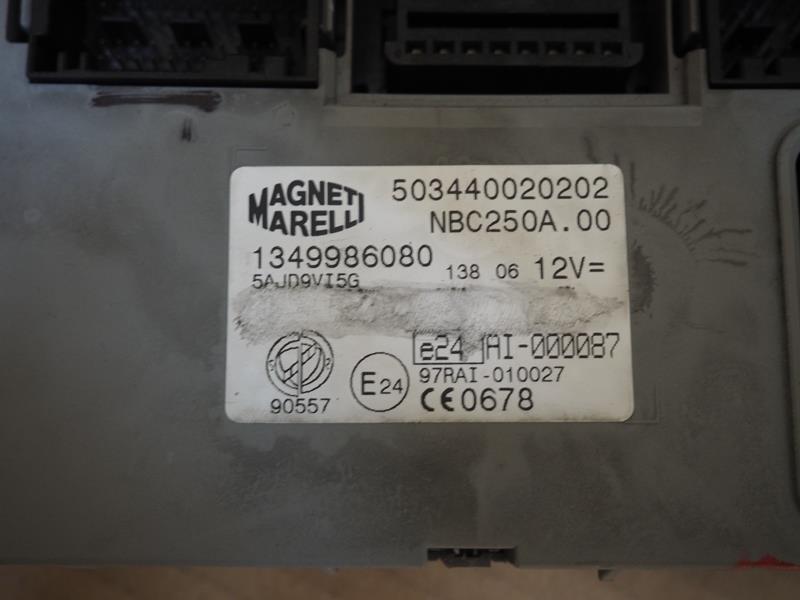 MAGNETI MARELLI
503440020202
NBC250A.00
1349986080
138 06 12V=
5AJD9VI5G
e24 AI-000087
97RAI-010027
E24
90557
CE0678